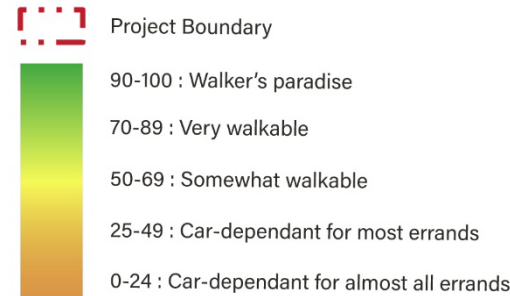 Project Boundary
90-100 : Walker's paradise
70-89 : Very walkable
50-69 : Somewhat walkable
25-49 : Car-dependant for most errands
0-24 : Car-dependant for almost all errands